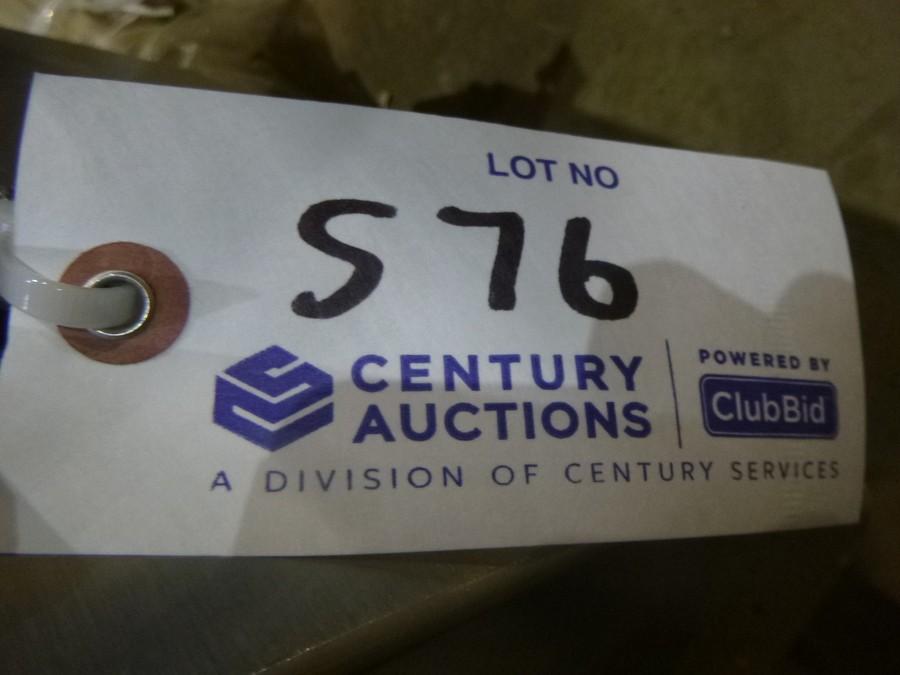 LOT NO
576
CENTURY
AUCTIONS
POWERED BY
ClubBid
A DIVISION OF CENTURY SERVICES